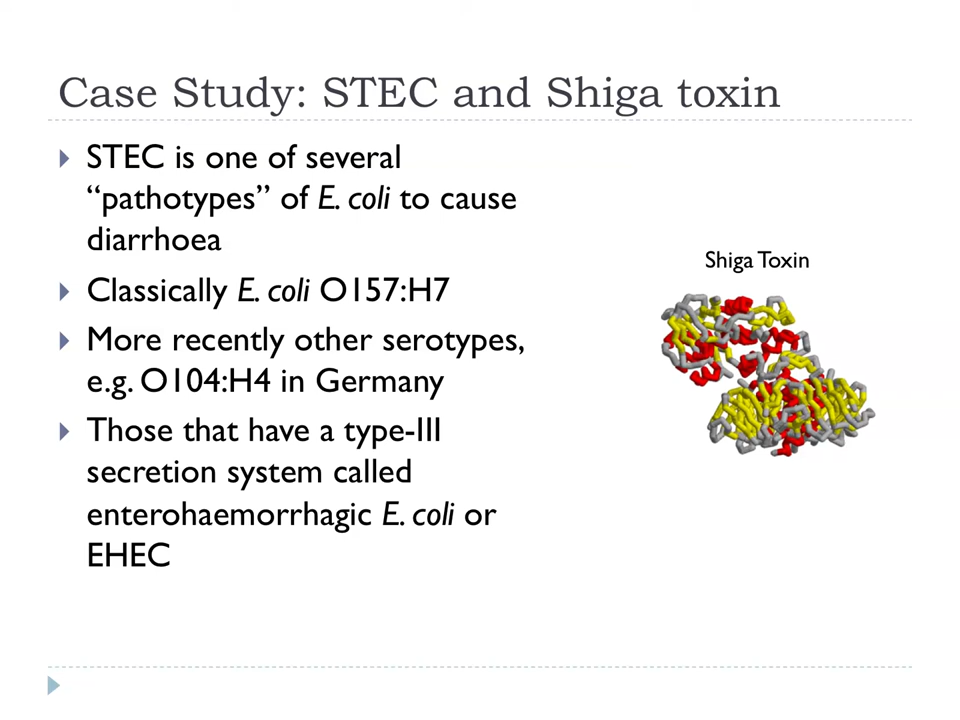 Case Study: STEC and Shiga toxin
STEC is one of several
“pathotypes” of E. coli to cause
diarrhoea
Classically E. coli O157:H7
More recently other serotypes,
e.g. O104:H4 in Germany
Those that have a type-III
secretion system called
enterohaemorrhagic E. coli or
EHEC
Shiga Toxin